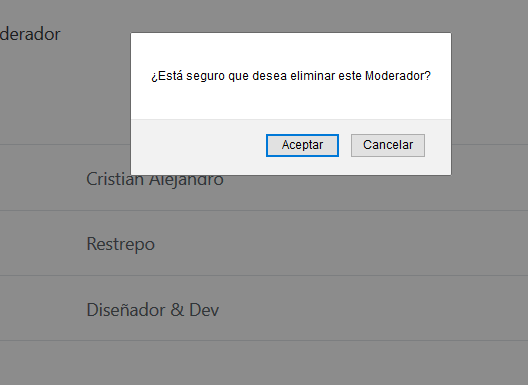 derador
¿Está seguro que desea eliminar este Moderador?
Aceptar Cancelar
Cristian Alejandro
Restrepo
Diseñador & Dev